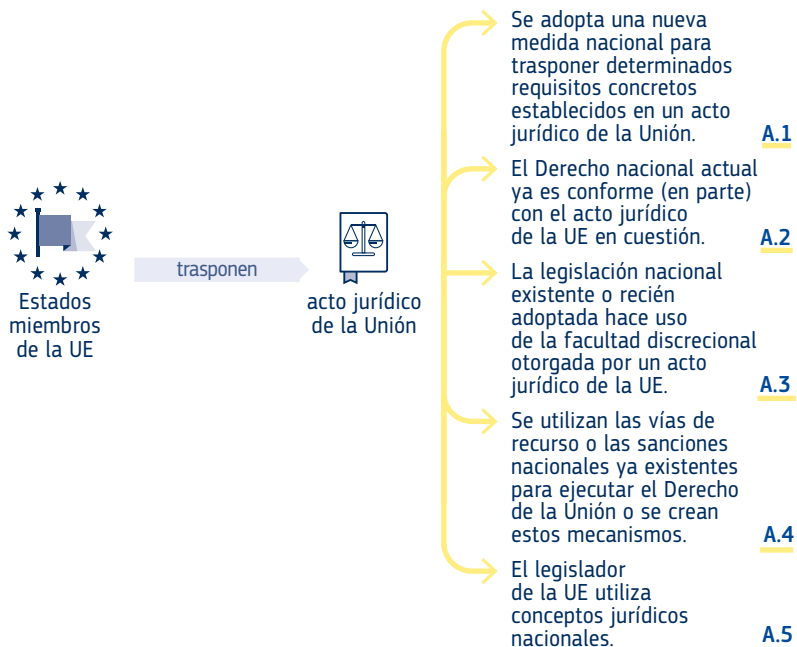 Estados
miembros
de la UE
trasponen
acto jurídico
de la Unión
Se adopta una nueva
medida nacional para
trasponer determinados
requisitos concretos
establecidos en un acto
jurídico de la Unión. A.1
El Derecho nacional actual
ya es conforme (en parte)
con el acto jurídico
de la UE en cuestión. A.2
La legislación nacional
existente o recién
adoptada hace uso
de la facultad discrecional
otorgada por un acto
jurídico de la UE. A.3
Se utilizan las vías de
recurso o las sanciones
nacionales ya existentes
para ejecutar el Derecho
de la Unión o se crean
estos mecanismos. A.4
El legislador
de la UE utiliza
conceptos jurídicos
nacionales. A.5